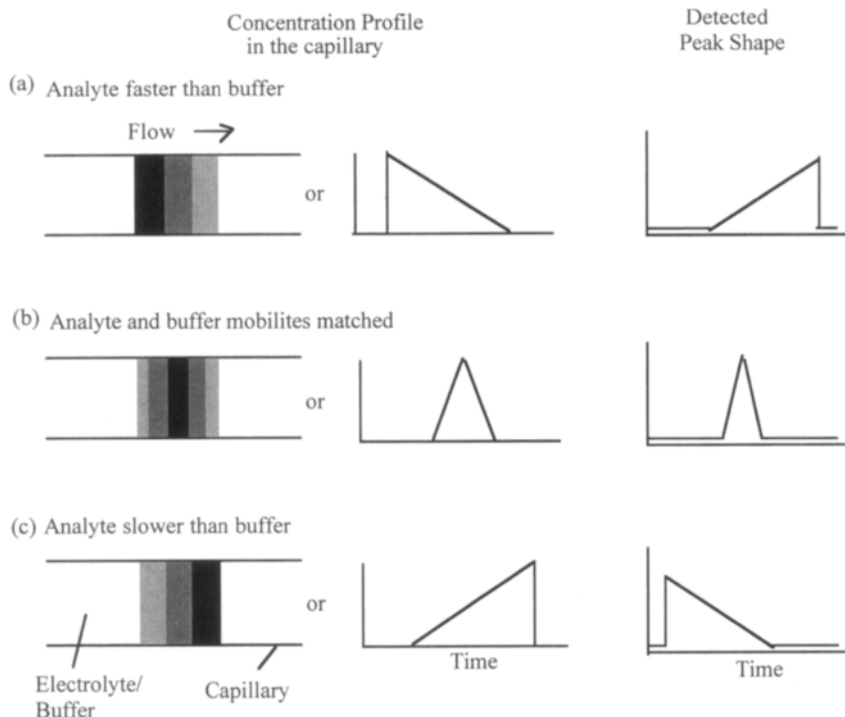 Concentration Profile
in the capillary
Detected
Peak Shape
(a) Analyte faster than buffer
Flow
or
(b) Analyte and buffer mobilites matched
or
(c) Analyte slower than buffer
or
Time
Time
Electrolyte/
Buffer
Capillary